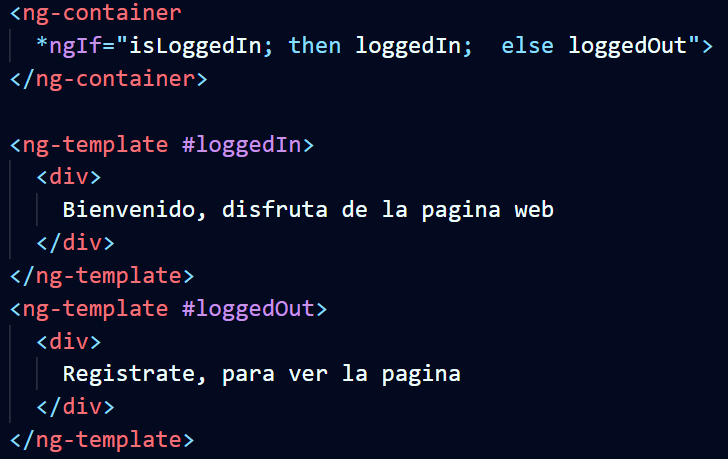 <ng-container
*ngIf="isLoggedIn; then loggedIn;  else loggedOut">
</ng-container>
<ng-template #loggedIn>
<div>
Bienvenido, disfruta de la pagina web
</div>
</ng-template>
<ng-template #loggedOut>
<div>
Registrate, para ver la pagina
</div>
</ng-template>